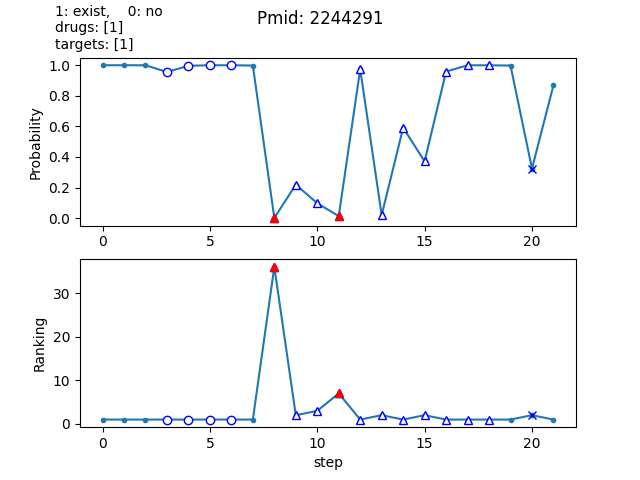 1: exist,    0: no
drugs: [1]
targets: [1]
Pmid: 2244291
Probability
1.0
0.8
0.6
0.4
0.2
0.0
0 5 10 15 20
Ranking
30
20
10
0
0 5 10 15 20
step